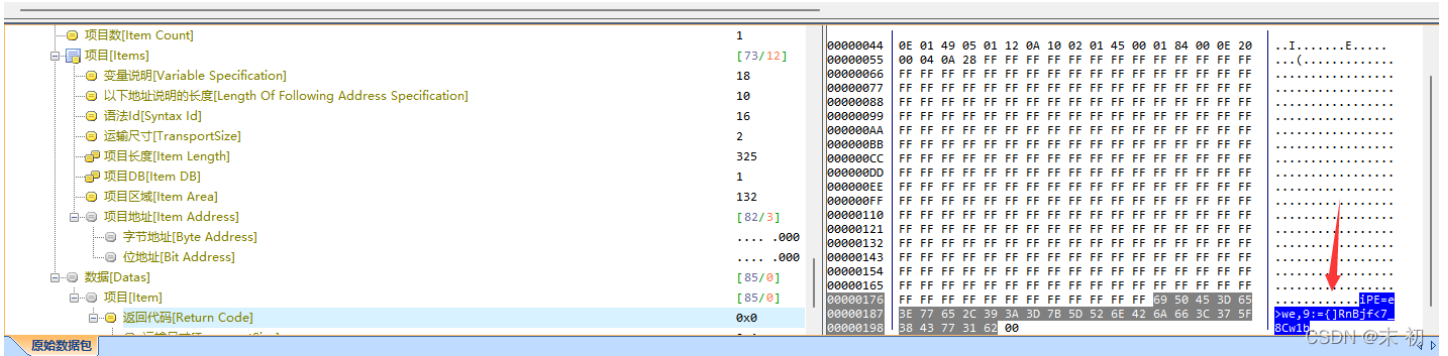 项目数[Item Count] 1
项目[Items] [73/12]
变量说明[Variable Specification] 18
以下地址说明的长度[Length Of Following Address Specification] 10
语法Id[Syntax Id] 16
运输尺寸[TransportSize] 2
项目长度[Item Length] 325
项目DB[Item DB] 1
项目区域[Item Area] 132
项目地址[Item Address] [82/3]
字节地址[Byte Address] .... .000
位地址[Bit Address] .... .000
数据[Datas] [85/0]
项目[Item] [85/0]
返回代码[Return Code] 0x0
原始数据包
00000044 0E 01 49 05 01 12 0A 10 02 01 45 00 01 84 00 0E 20 ..I.......E.....
00000055 00 04 0A 28 FF FF FF FF FF FF FF FF FF FF FF FF FF ...(.............
00000066 FF FF FF FF FF FF FF FF FF FF FF FF FF FF FF FF FF .................
00000077 FF FF FF FF FF FF FF FF FF FF FF FF FF FF FF FF FF .................
00000088 FF FF FF FF FF FF FF FF FF FF FF FF FF FF FF FF FF .................
00000099 FF FF FF FF FF FF FF FF FF FF FF FF FF FF FF FF FF .................
000000AA FF FF FF FF FF FF FF FF FF FF FF FF FF FF FF FF FF .................
000000BB FF FF FF FF FF FF FF FF FF FF FF FF FF FF FF FF FF .................
000000CC FF FF FF FF FF FF FF FF FF FF FF FF FF FF FF FF FF .................
000000DD FF FF FF FF FF FF FF FF FF FF FF FF FF FF FF FF FF .................
000000EE FF FF FF FF FF FF FF FF FF FF FF FF FF FF FF FF FF .................
000000FF FF FF FF FF FF FF FF FF FF FF FF FF FF FF FF FF FF .................
00000110 FF FF FF FF FF FF FF FF FF FF FF FF FF FF FF FF FF .................
00000121 FF FF FF FF FF FF FF FF FF FF FF FF FF FF FF FF FF .................
00000132 FF FF FF FF FF FF FF FF FF FF FF FF FF FF FF FF FF .................
00000143 FF FF FF FF FF FF FF FF FF FF FF FF FF FF FF FF FF .................
00000154 FF FF FF FF FF FF FF FF FF FF FF FF FF FF FF FF FF .................
00000165 FF FF FF FF FF FF FF FF FF FF FF FF FF FF FF FF FF .................
00000176 FF FF FF FF FF FF FF FF FF FF FF FF 69 50 45 3D 65 ............iPE=e
00000187 3E 77 65 2C 39 3A 3D 7B 5D 52 6E 42 6A 66 3C 37 5F >we,9:={]RnBjf<7_
00000198 38 43 77 31 62 00 8Cw1b
CSDN @末 初